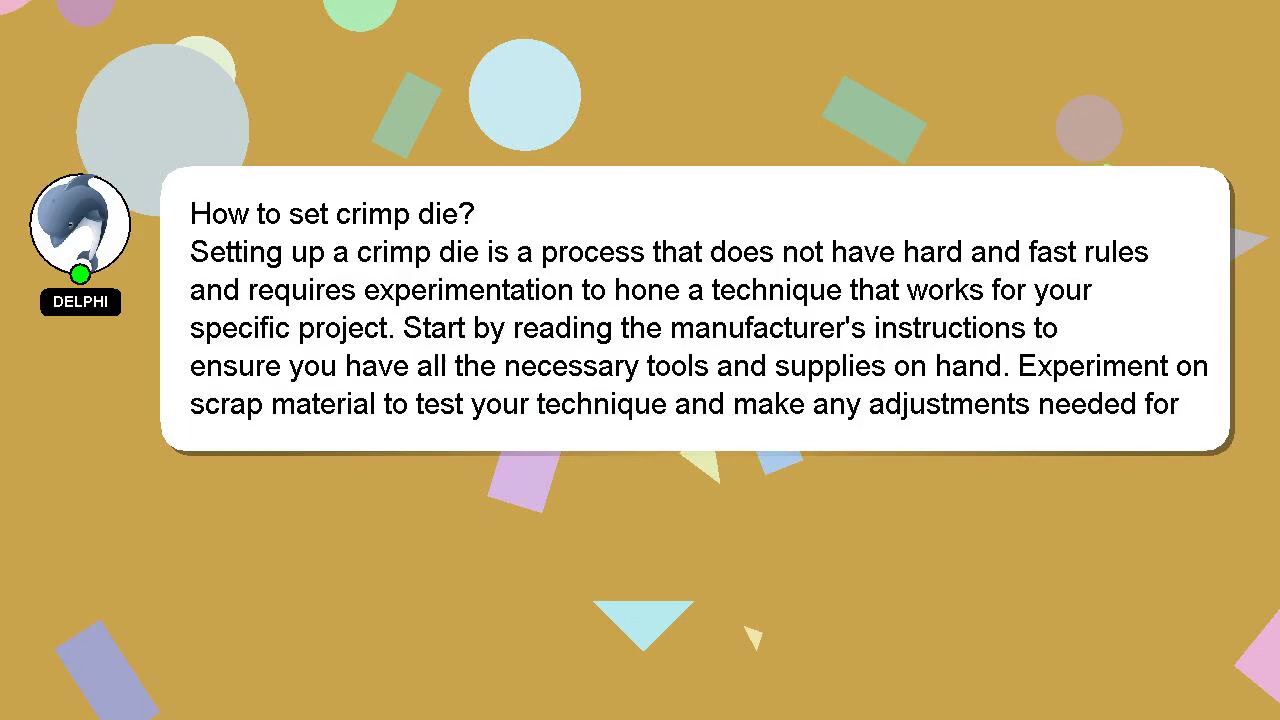 How to set crimp die?
Setting up a crimp die is a process that does not have hard and fast rules
and requires experimentation to hone a technique that works for your
specific project. Start by reading the manufacturer's instructions to
ensure you have all the necessary tools and supplies on hand. Experiment on
scrap material to test your technique and make any adjustments needed for
DELPHI